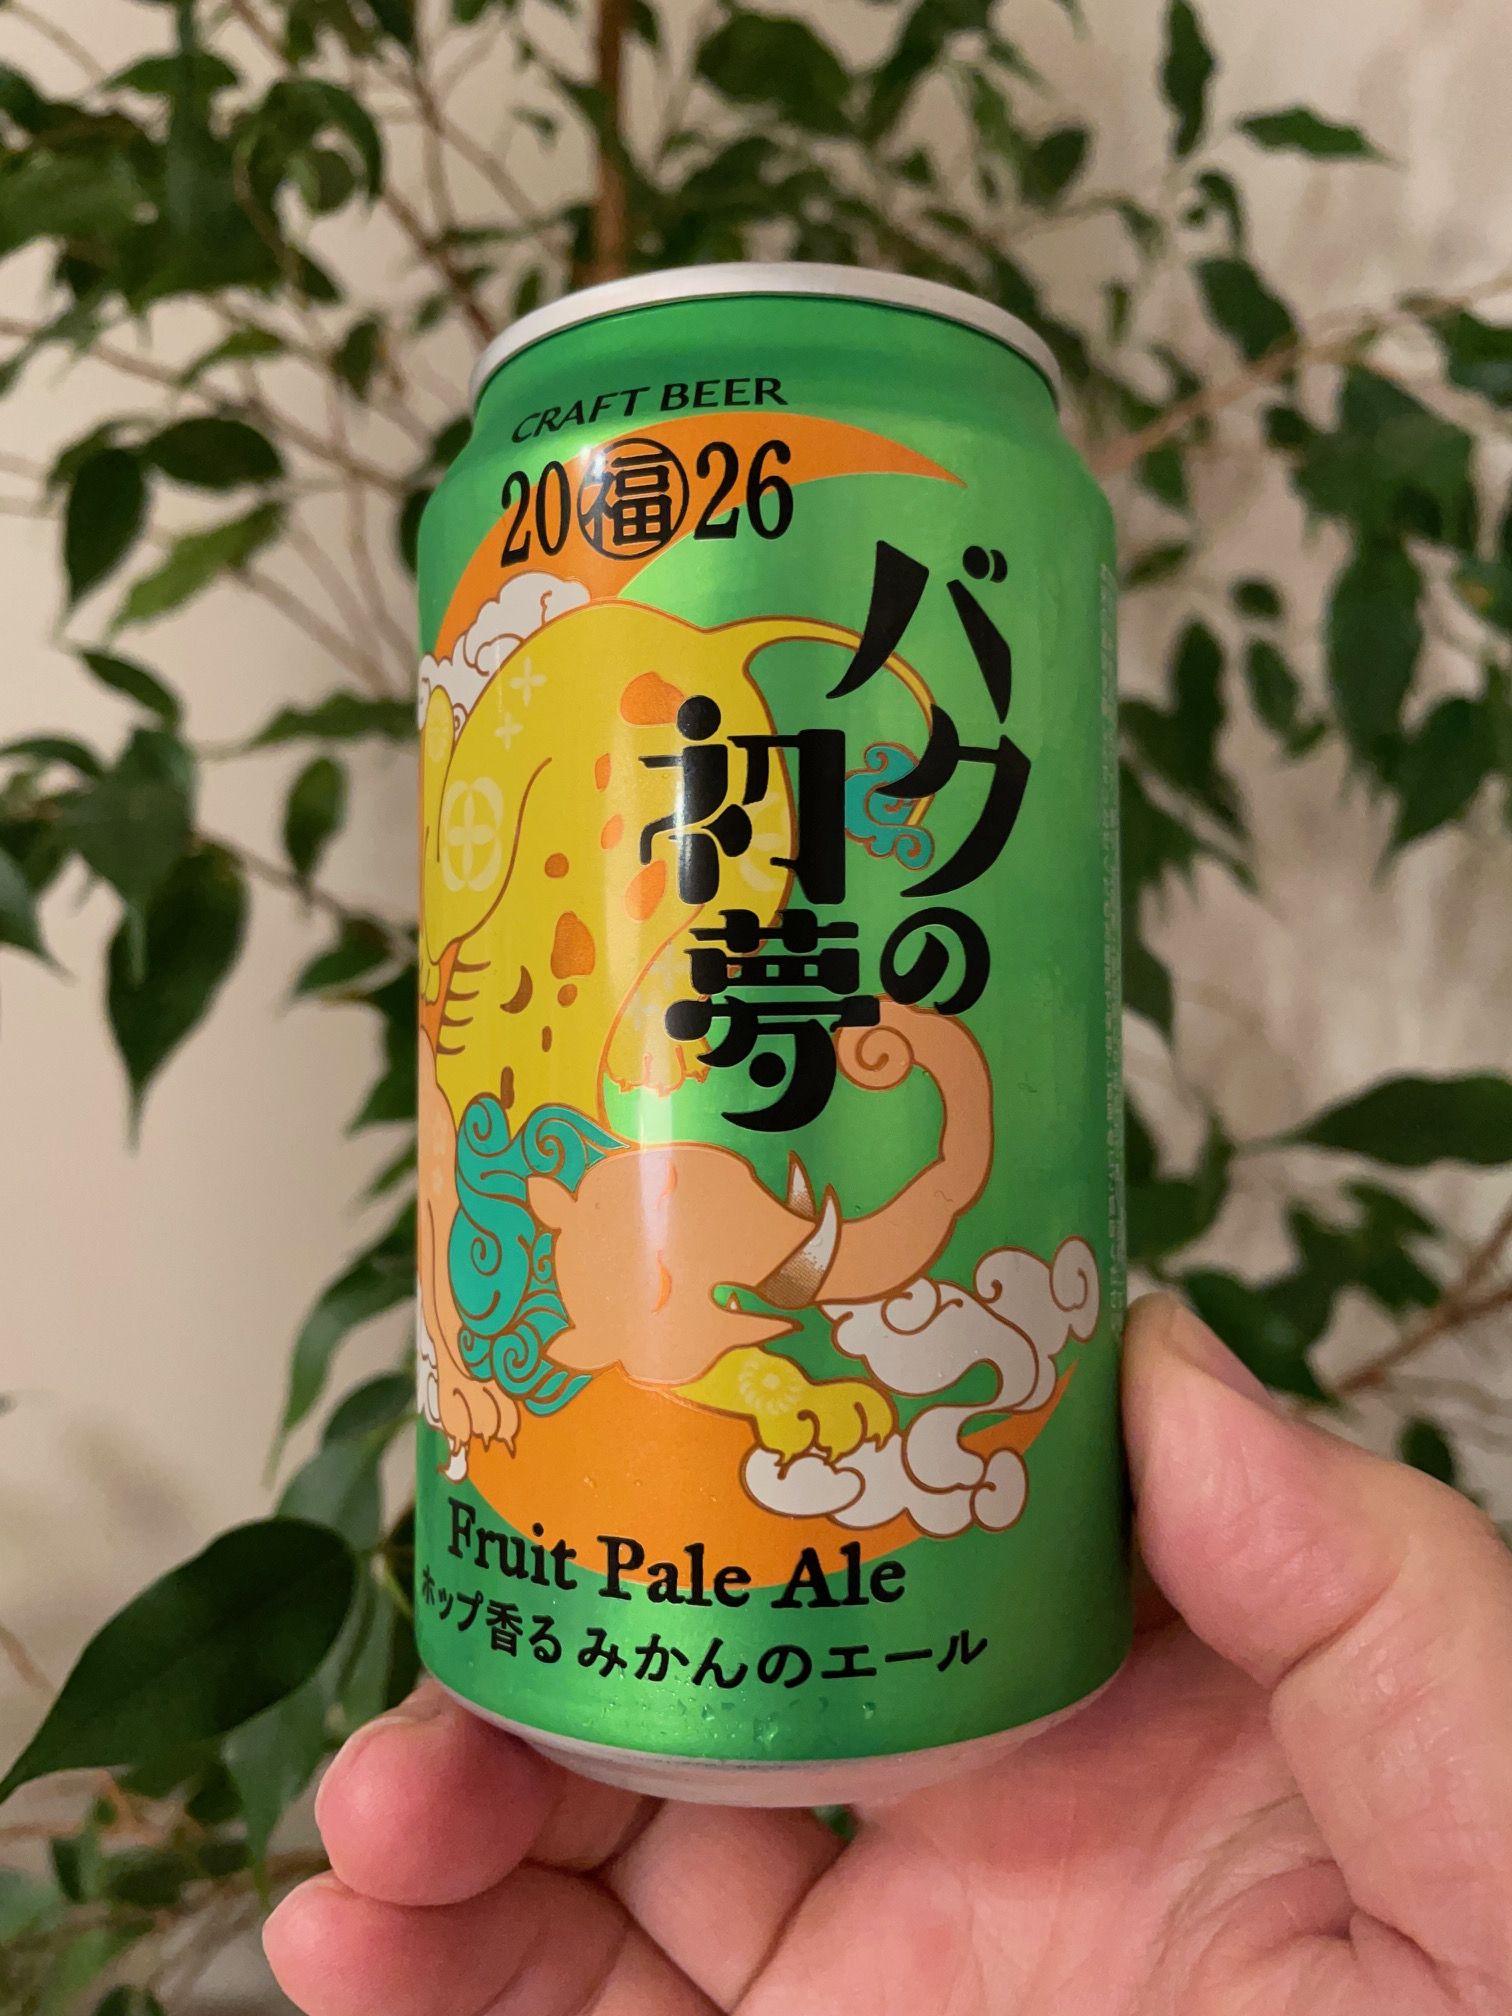 CRAFT BEER
20福26
バクの
初夢
Fruit Pale Ale
ホップ香るみかんのエール